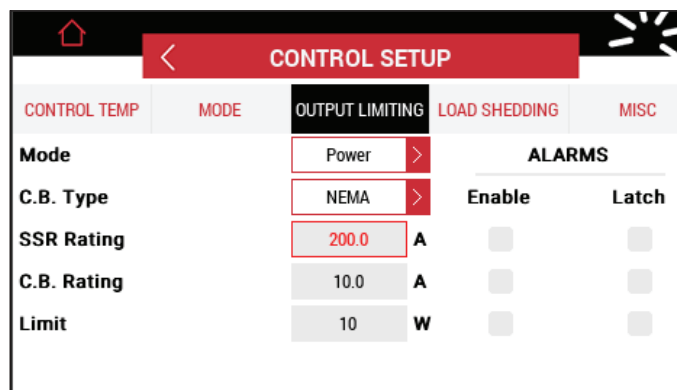 CONTROL SETUP
CONTROL TEMP MODE OUTPUT LIMITING LOAD SHEDDING MISC
Mode Power ALARMS
C.B. Type NEMA Enable Latch
SSR Rating 200.0 A
C.B. Rating 10.0 A
Limit 10 W